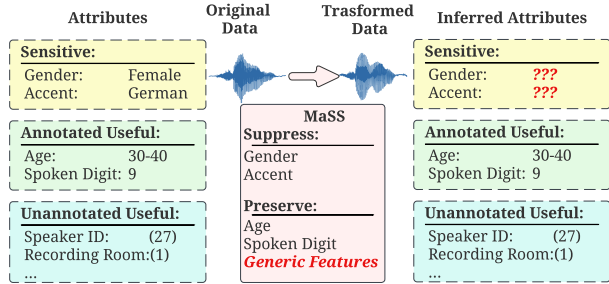 Attributes
Original
Data
Trasformed
Data
Inferred Attributes
Sensitive:
Gender: Female
Accent: German
Annotated Useful:
Age: 30-40
Spoken Digit: 9
Unannotated Useful:
Speaker ID: (27)
Recording Room:(1)
...
MaSS
Suppress:
Gender
Accent
Preserve:
Age
Spoken Digit
Generic Features
Sensitive:
Gender: ???
Accent: ???
Annotated Useful:
Age: 30-40
Spoken Digit: 9
Unannotated Useful:
Speaker ID: (27)
Recording Room:(1)
...